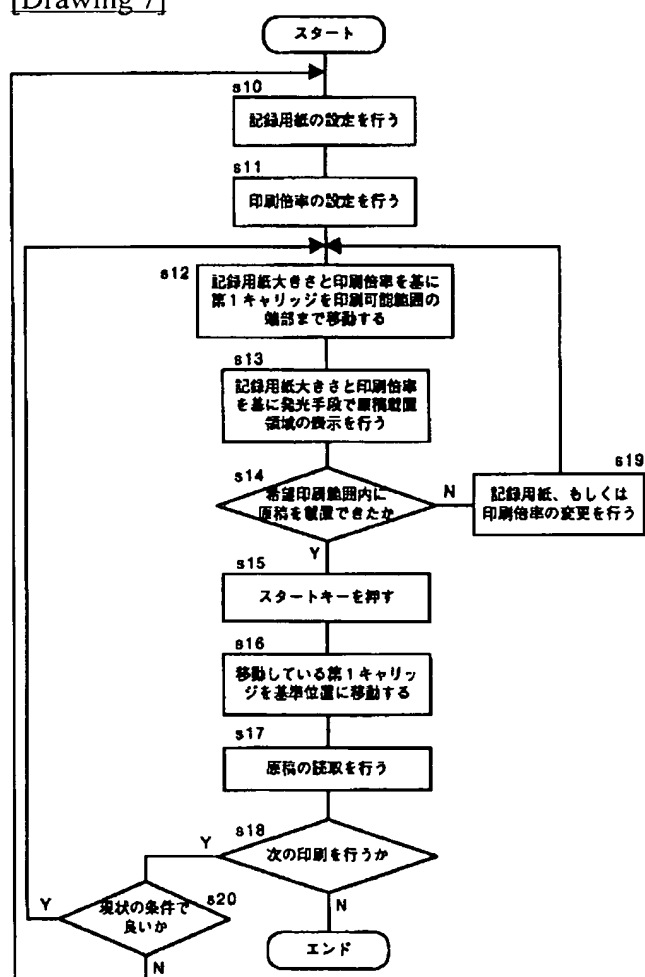 [Drawing 7]
スタート
s10
記録用紙の設定を行う
s11
印刷倍率の設定を行う
s12
記録用紙大きさと印刷倍率を基に
第1キャリッジを印刷可能範囲の
端部まで移動する
s13
記録用紙大きさと印刷倍率
を基に発光手段で原稿載置
領域の表示を行う
s14
希望印刷範囲内に
原稿を載置できたか
N
s19
記録用紙、もしくは
印刷倍率の変更を行う
Y
s15
スタートキーを押す
s16
移動している第1キャリッ
ジを基準位置に移動する
s17
原稿の読取を行う
s18
次の印刷を行うか
Y
N
s20
現状の条件で
良いか
Y
N
エンド